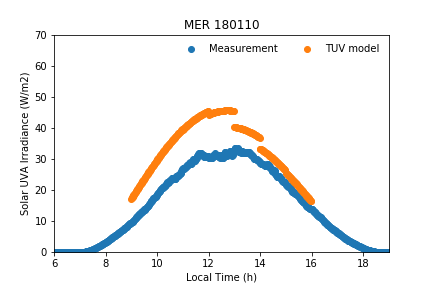 MER 180110
Measurement TUV model
70
60
50
40
30
20
10
0
Solar UVA Irradiance (W/m2)
6 8 10 12 14 16 18
Local Time (h)